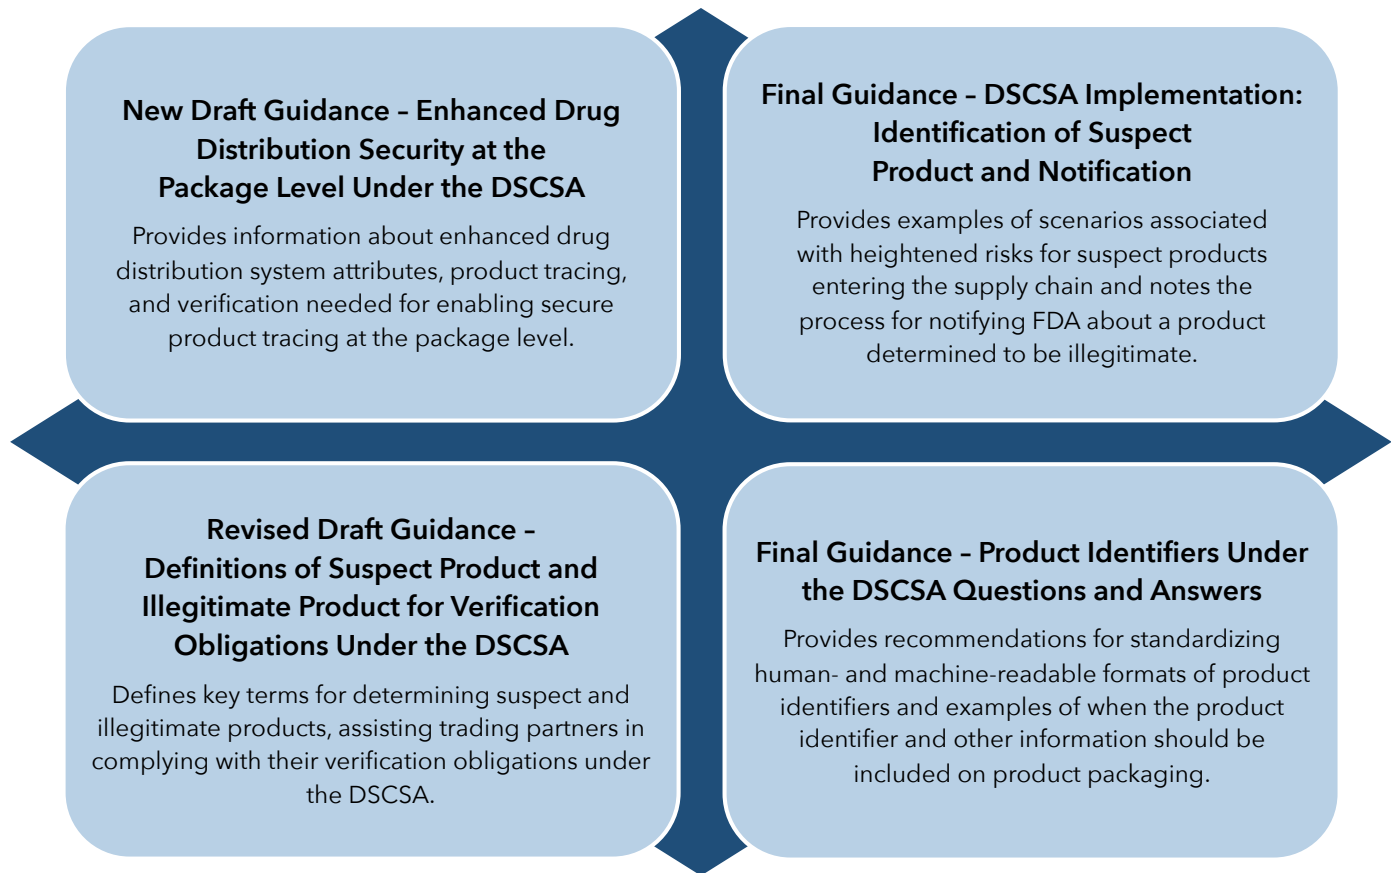 New Draft Guidance – Enhanced Drug
Distribution Security at the
Package Level Under the DSCSA
Provides information about enhanced drug
distribution system attributes, product tracing,
and verification needed for enabling secure
product tracing at the package level.
Final Guidance – DSCSA Implementation:
Identification of Suspect
Product and Notification
Provides examples of scenarios associated
with heightened risks for suspect products
entering the supply chain and notes the
process for notifying FDA about a product
determined to be illegitimate.
Revised Draft Guidance –
Definitions of Suspect Product and
Illegitimate Product for Verification
Obligations Under the DSCSA
Defines key terms for determining suspect and
illegitimate products, assisting trading partners in
complying with their verification obligations under
the DSCSA.
Final Guidance – Product Identifiers Under
the DSCSA Questions and Answers
Provides recommendations for standardizing
human- and machine-readable formats of product
identifiers and examples of when the product
identifier and other information should be
included on product packaging.